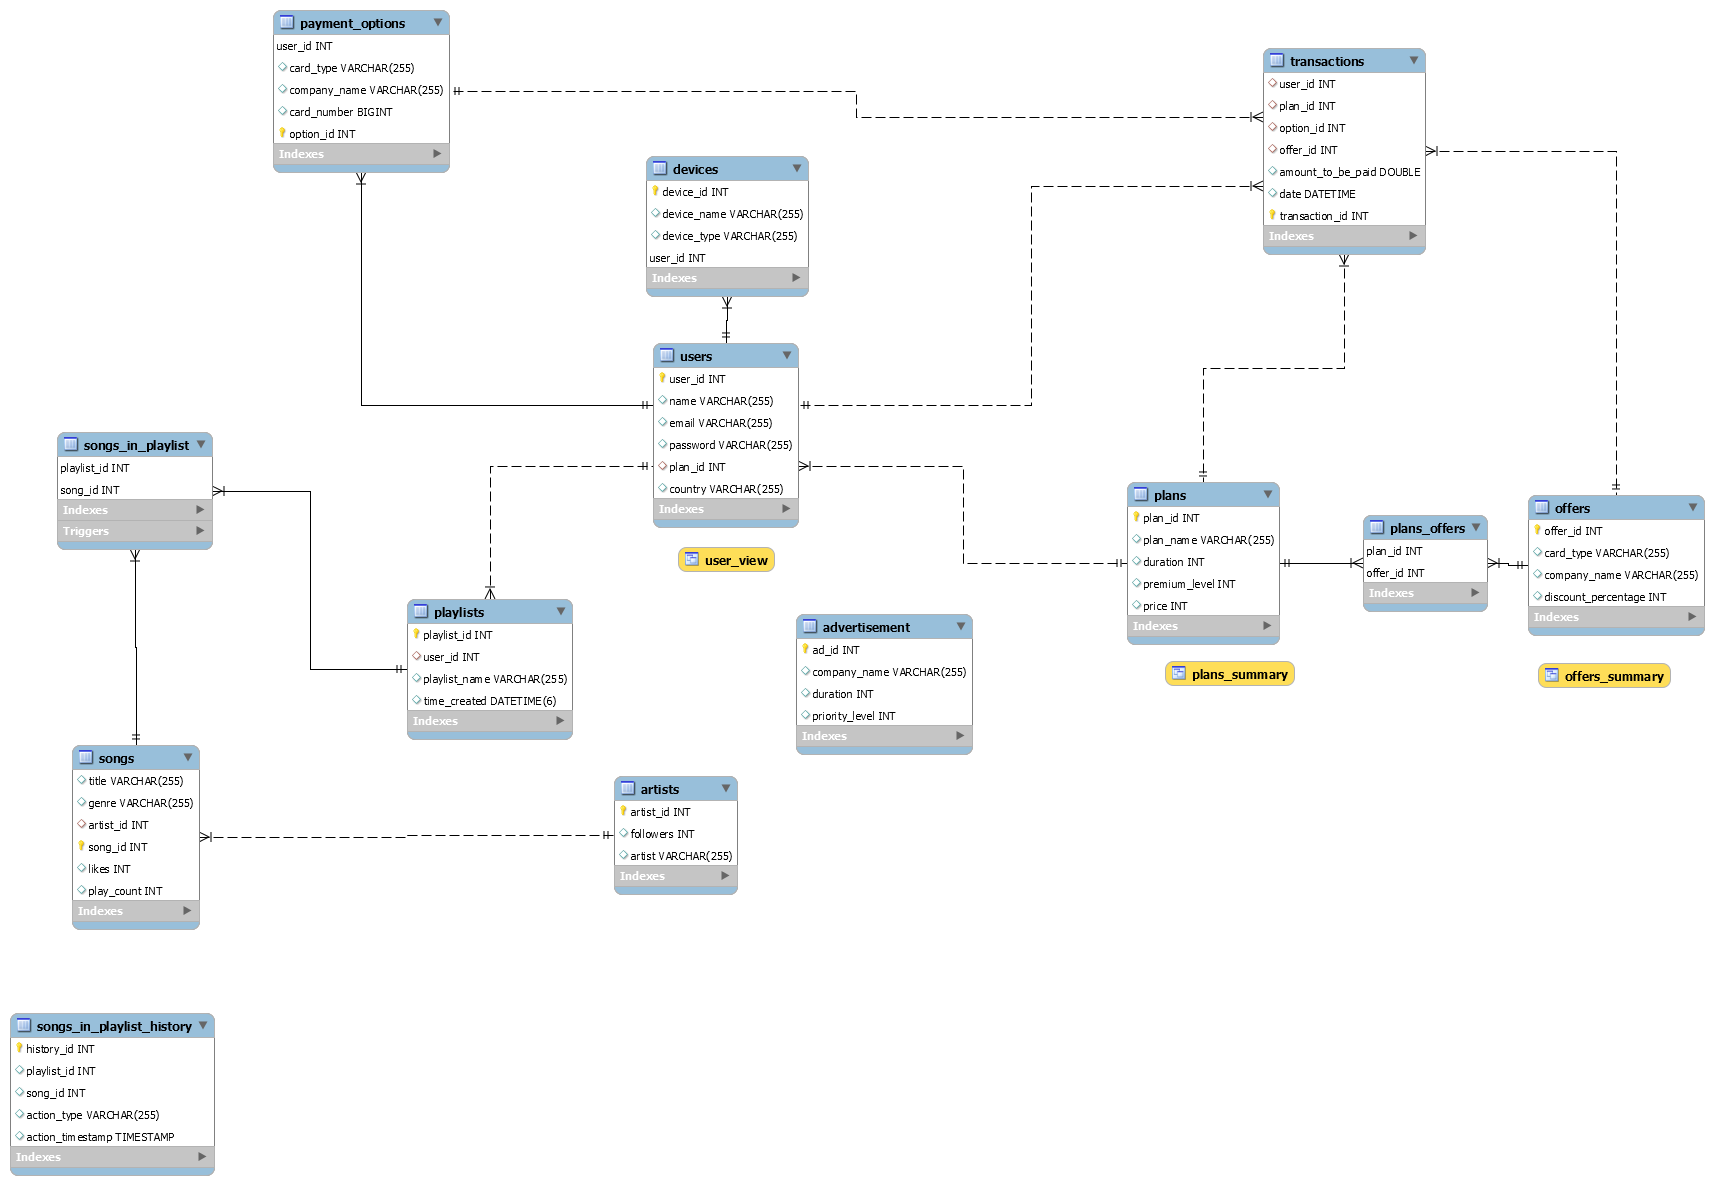 payment_options
user_id INT
card_type VARCHAR(255)
company_name VARCHAR(255)
card_number BIGINT
option_id INT
Indexes
transactions
user_id INT
plan_id INT
option_id INT
offer_id INT
amount_to_be_paid DOUBLE
date DATETIME
transaction_id INT
Indexes
devices
device_id INT
device_name VARCHAR(255)
device_type VARCHAR(255)
user_id INT
Indexes
users
user_id INT
name VARCHAR(255)
email VARCHAR(255)
password VARCHAR(255)
plan_id INT
country VARCHAR(255)
Indexes
user_view
songs_in_playlist
playlist_id INT
song_id INT
Indexes
Triggers
plans
plan_id INT
plan_name VARCHAR(255)
duration INT
premium_level INT
price INT
Indexes
plans_summary
plans_offers
plan_id INT
offer_id INT
Indexes
offers
offer_id INT
card_type VARCHAR(255)
company_name VARCHAR(255)
discount_percentage INT
Indexes
offers_summary
playlists
playlist_id INT
user_id INT
playlist_name VARCHAR(255)
time_created DATETIME(6)
Indexes
advertisement
ad_id INT
company_name VARCHAR(255)
duration INT
priority_level INT
Indexes
songs
title VARCHAR(255)
genre VARCHAR(255)
artist_id INT
song_id INT
likes INT
play_count INT
Indexes
artists
artist_id INT
followers INT
artist VARCHAR(255)
Indexes
songs_in_playlist_history
history_id INT
playlist_id INT
song_id INT
action_type VARCHAR(255)
action_timestamp TIMESTAMP
Indexes